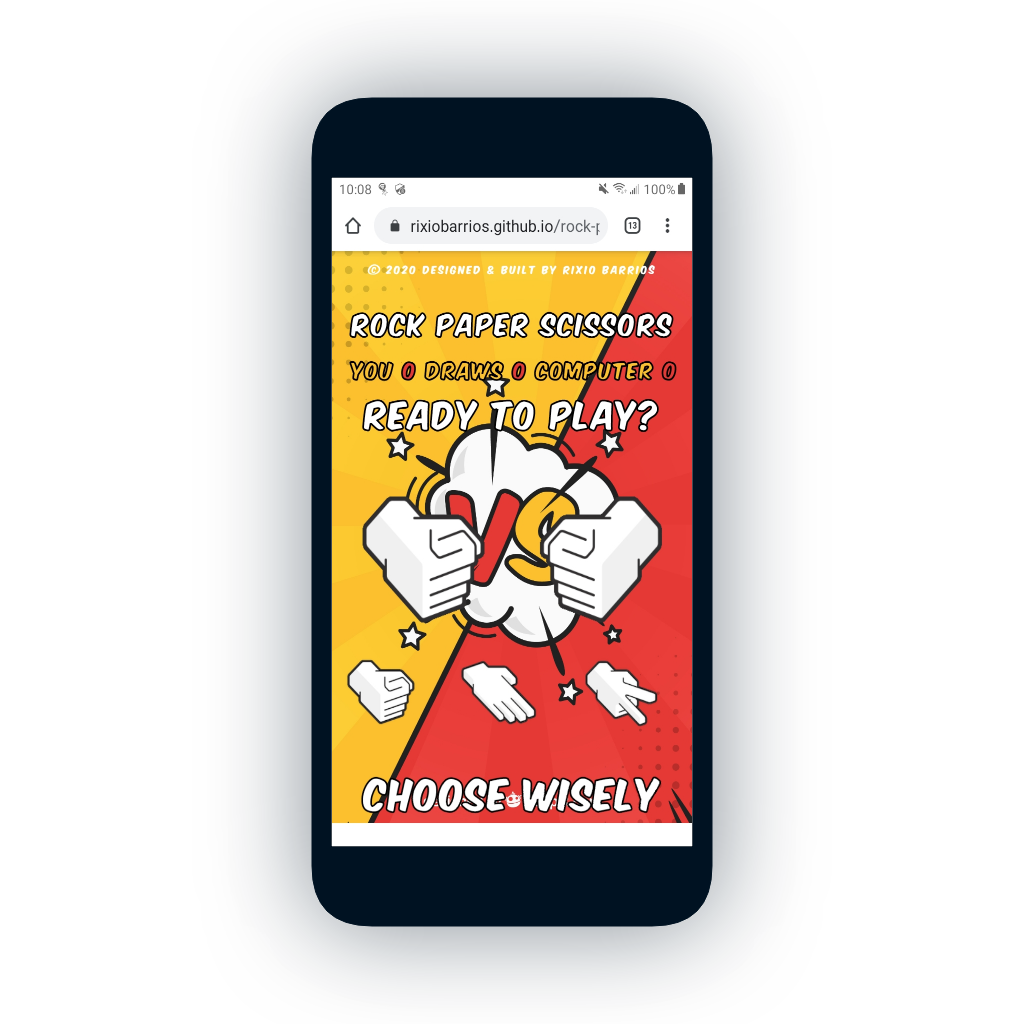 10:08 100%
rixiobarrios.github.io/rock-p 13
© 2020 DESIGNED & BUILT BY RIXIO BARRIOS
ROCK PAPER SCISSORS
YOU 0 DRAWS 0 COMPUTER 0
READY TO PLAY?
VS
CHOOSE WISELY